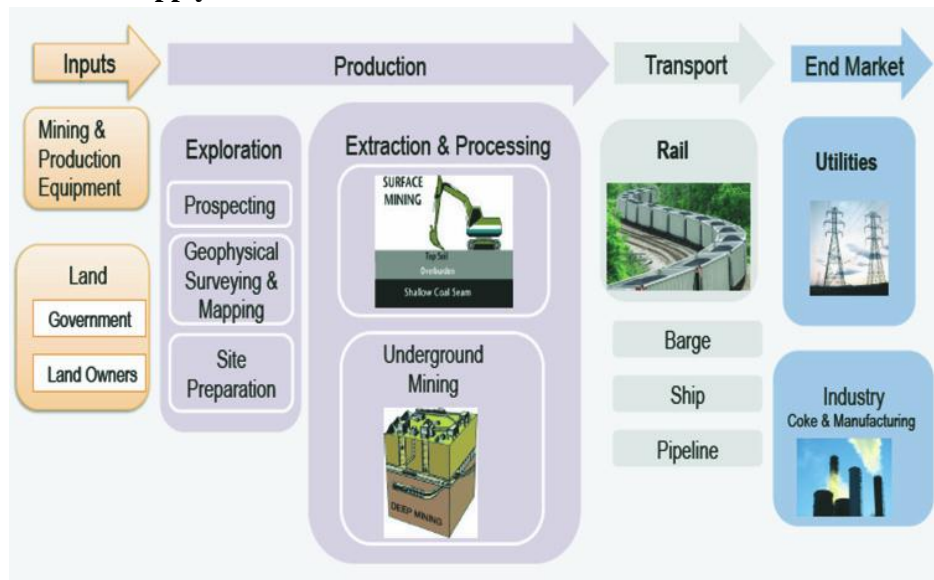 Inputs
Production
Transport
End Market
Mining &
Production
Equipment
Land
Government
Land Owners
Exploration
Prospecting
Geophysical
Surveying &
Mapping
Site
Preparation
Extraction & Processing
SURFACE
MINING
Top Soil
Overburden
Shallow Coal Seam
Underground
Mining
DEEP MINING
Rail
Barge
Ship
Pipeline
Utilities
Industry
Coke & Manufacturing